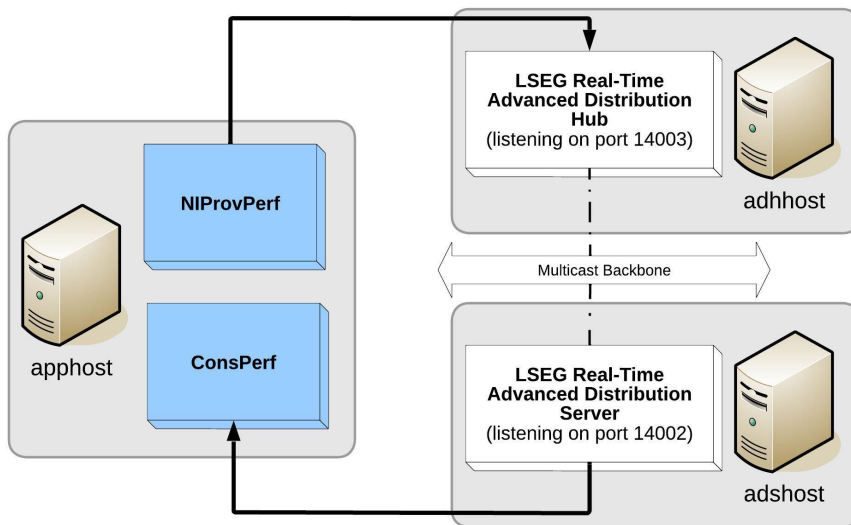 NIProvPerf
ConsPerf
apphost
LSEG Real-Time
Advanced Distribution
Hub
(listening on port 14003)
adhhost
Multicast Backbone
LSEG Real-Time
Advanced Distribution
Server
(listening on port 14002)
adshost